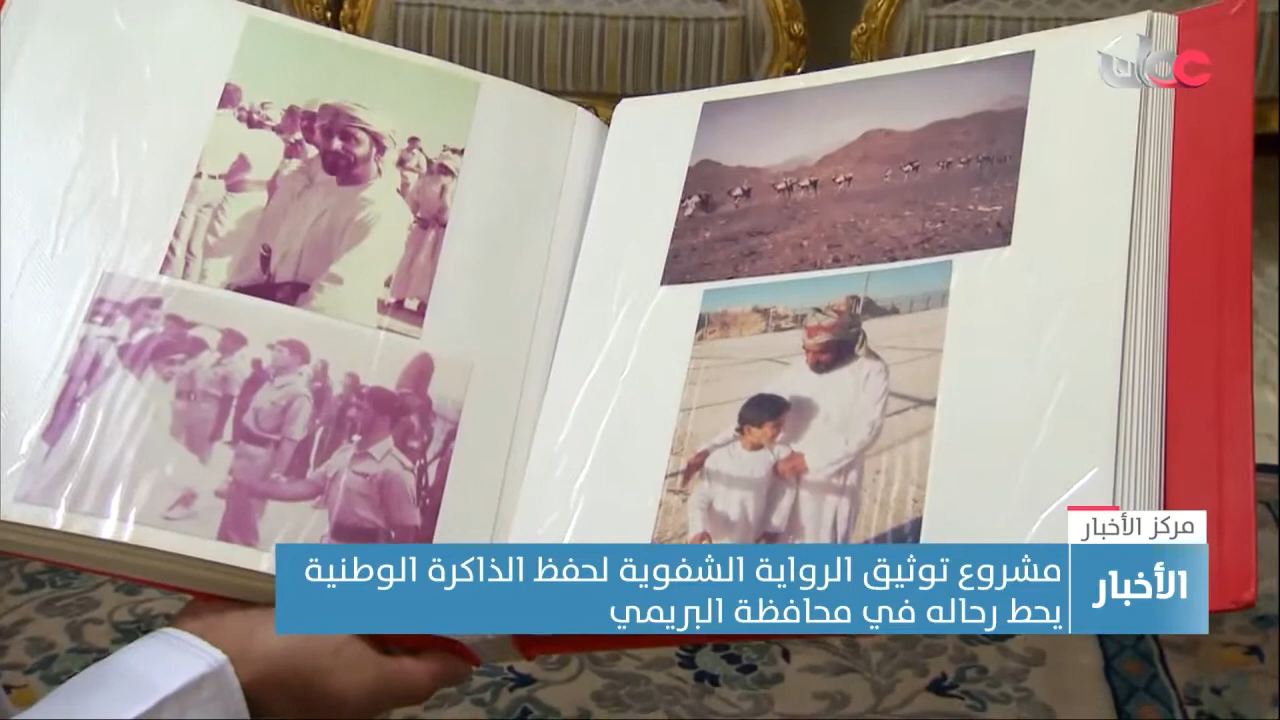 مركز الأخبار
الأخبار
مشروع توثيق الرواية الشفوية لحفظ الذاكرة الوطنية
يحط رحاله في محافظة البريمي